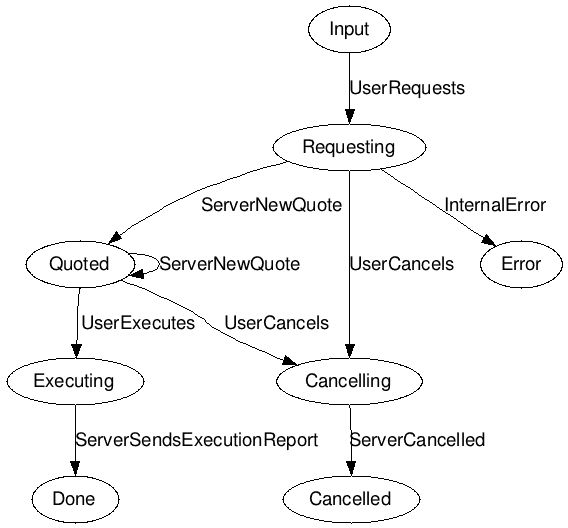 Input
UserRequests
Requesting
ServerNewQuote
InternalError
Quoted
ServerNewQuote
UserCancels
Error
UserExecutes
UserCancels
Executing
Cancelling
ServerSendsExecutionReport
ServerCancelled
Done
Cancelled